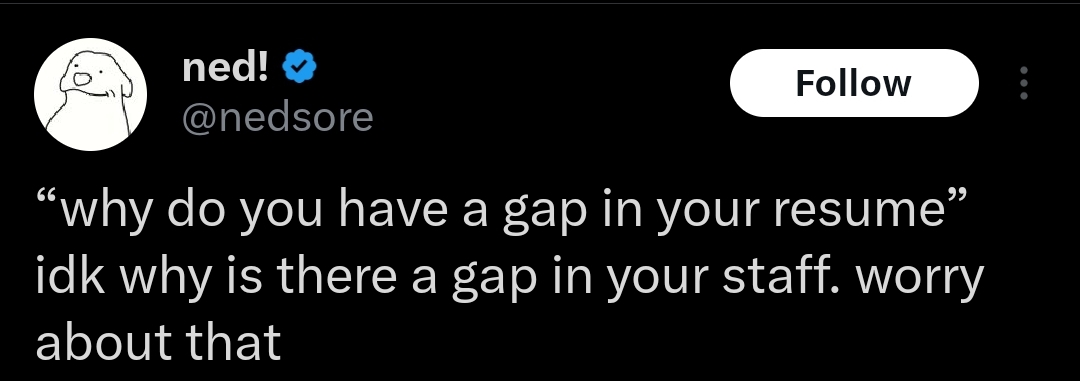 ned!
@nedsore
Follow
“why do you have a gap in your resume”
idk why is there a gap in your staff. worry
about that